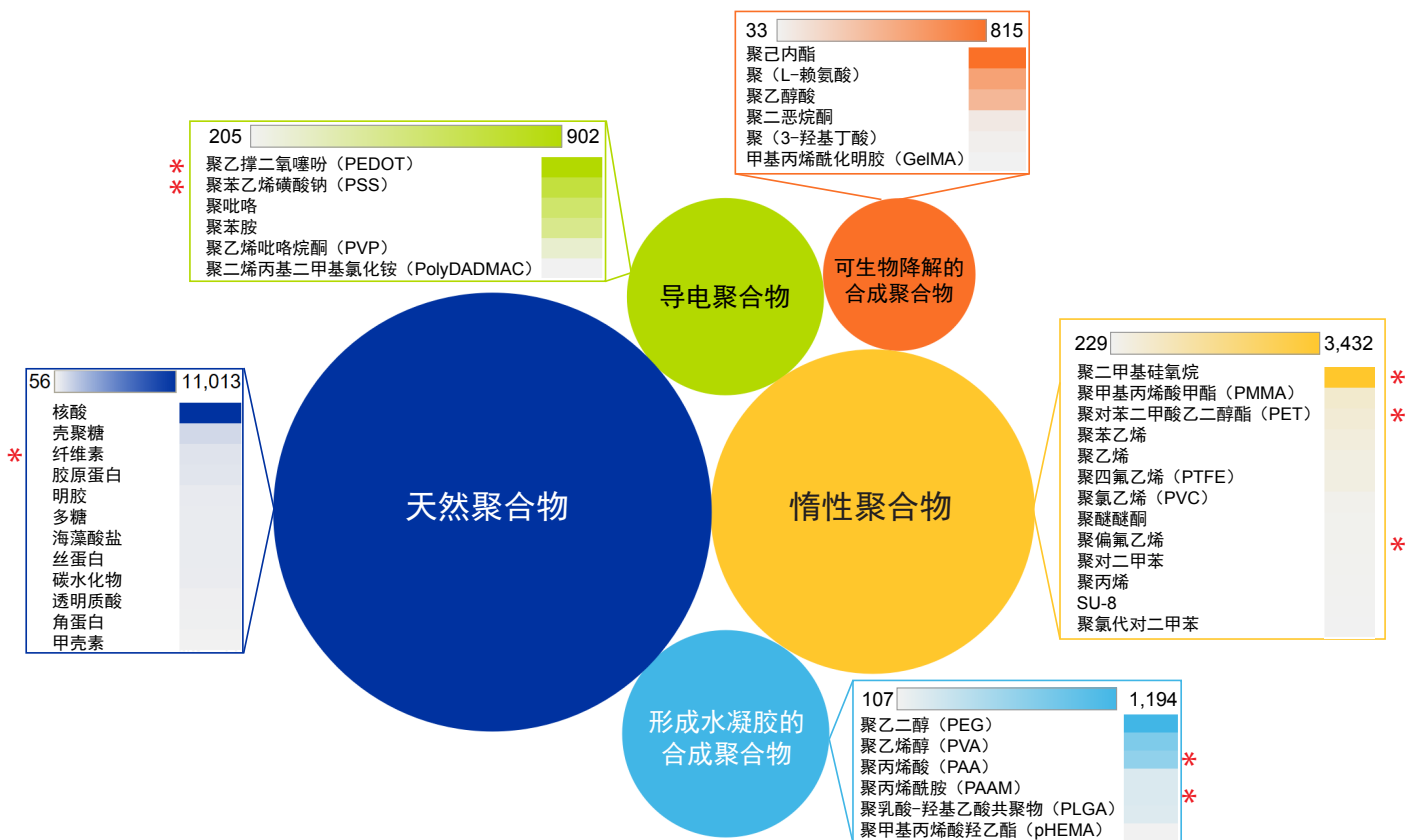 33 815
聚己内酯
聚（L-赖氨酸）
聚乙醇酸
聚二恶烷酮
聚（3-羟基丁酸）
甲基丙烯酰化明胶（GelMA）
205 902
* 聚乙撑二氧噻吩（PEDOT）
* 聚苯乙烯磺酸钠（PSS）
聚吡咯
聚苯胺
聚乙烯吡咯烷酮（PVP）
聚二烯丙基二甲基氯化铵（PolyDADMAC）
导电聚合物
可生物降解的
合成聚合物
229 3,432
聚二甲基硅氧烷 *
聚甲基丙烯酸甲酯（PMMA）
聚对苯二甲酸乙二醇酯（PET） *
聚苯乙烯
聚乙烯
聚四氟乙烯（PTFE）
聚氯乙烯（PVC）
聚醚醚酮
聚偏氟乙烯 *
聚对二甲苯
聚丙烯
SU-8
聚氯代对二甲苯
56 11,013
核酸
壳聚糖
* 纤维素
胶原蛋白
明胶
多糖
海藻酸盐
丝蛋白
碳水化物
透明质酸
角蛋白
甲壳素
天然聚合物
惰性聚合物
形成水凝胶的
合成聚合物
107 1,194
聚乙二醇（PEG）
聚乙烯醇（PVA）
聚丙烯酸（PAA） *
聚丙烯酰胺（PAAM）
*
聚乳酸-羟基乙酸共聚物（PLGA）
聚甲基丙烯酸羟乙酯（pHEMA）